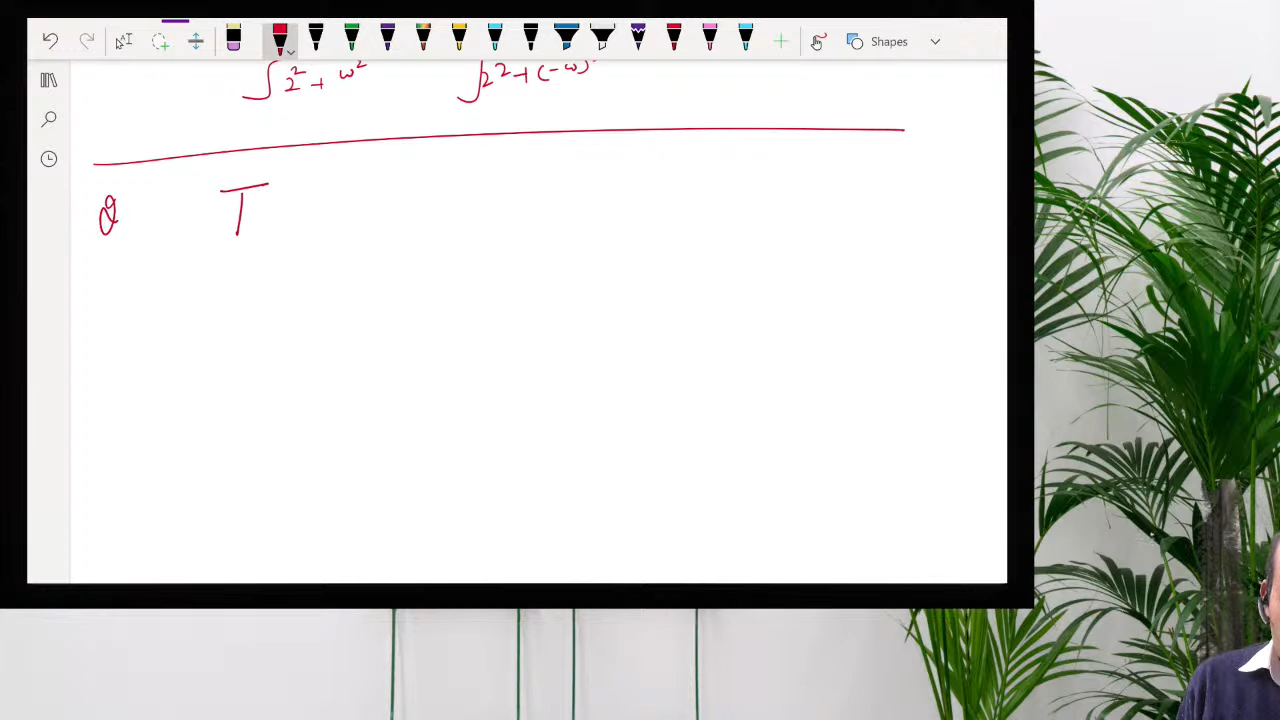 Shapes
√2² + ω² √2² + (-ω)²
Q T